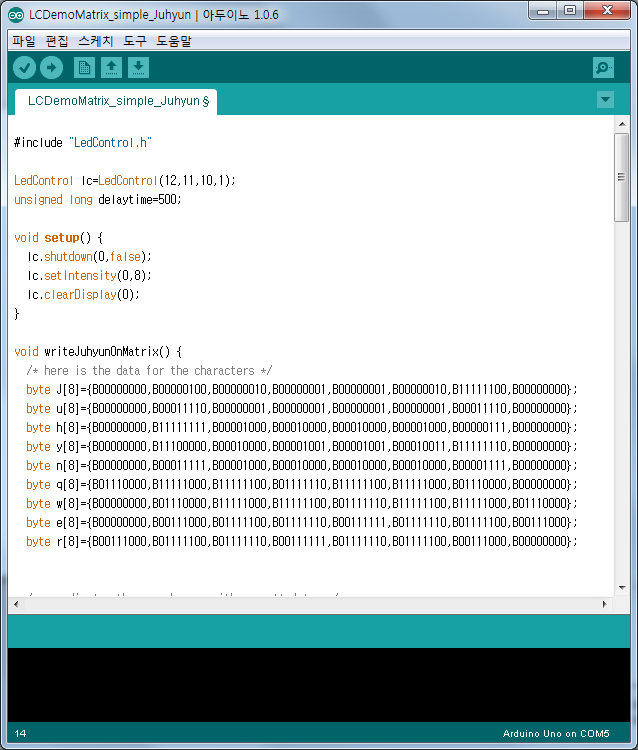 LCDemoMatrix_simple_Juhyun | 아두이노 1.0.6
파일 편집 스케치 도구 도움말
LCDemoMatrix_simple_Juhyun §
#include "LedControl.h"
LedControl lc=LedControl(12,11,10,1);
unsigned long delaytime=500;
void setup() {
lc.shutdown(0,false);
lc.setIntensity(0,8);
lc.clearDisplay(0);
}
void writeJuhyunOnMatrix() {
/* here is the data for the characters */
byte J[8]={B00000000,B00000100,B00000010,B00000001,B00000001,B00000010,B11111100,B00000000};
byte u[8]={B00000000,B00011110,B00000001,B00000001,B00000001,B00000001,B00011110,B00000000};
byte h[8]={B00000000,B11111111,B00001000,B00010000,B00010000,B00001000,B00000111,B00000000};
byte y[8]={B00000000,B11100000,B00010000,B00001001,B00001001,B00010011,B11111110,B00000000};
byte n[8]={B00000000,B00001111,B00001000,B00010000,B00010000,B00010000,B00001111,B00000000};
byte q[8]={B01110000,B11111000,B11111100,B01111110,B11111100,B11111000,B01110000,B00000000};
byte w[8]={B00000000,B01110000,B11111000,B11111100,B01111110,B11111100,B11111000,B01110000};
byte e[8]={B00000000,B00111000,B01111100,B01111110,B00111111,B01111110,B01111100,B00111000};
byte r[8]={B00111000,B01111100,B01111110,B00111111,B01111110,B01111100,B00111000,B00000000};
14
Arduino Uno on COM5